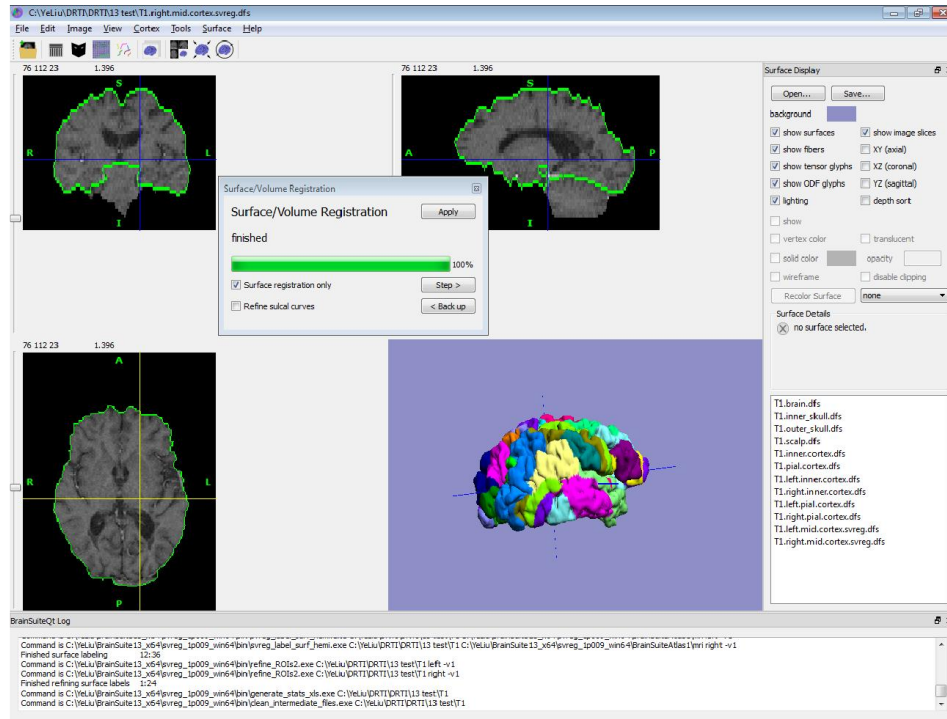 C:\YeLiu\DRTI\DRTI\13 test\T1.right.mid.cortex.svreg.dfs
File Edit Image View Cortex Tools Surface Help
76 112 23 1.396
S
R
L
I
76 112 23 1.396
S
A
P
I
Surface/Volume Registration
Surface/Volume Registration
Apply
finished
100%
Surface registration only
Step >
Refine sulcal curves
< Back up
76 112 23 1.396
A
R
L
P
Surface Display
Open...
Save...
background
show surfaces
show image slices
show fibers
XY (axial)
show tensor glyphs
XZ (coronal)
show ODF glyphs
YZ (sagittal)
lighting
depth sort
show
vertex color
translucent
solid color
opacity
wireframe
disable clipping
Recolor Surface
none
Surface Details
no surface selected.
T1.brain.dfs
T1.inner_skull.dfs
T1.outer_skull.dfs
T1.scalp.dfs
T1.inner.cortex.dfs
T1.pial.cortex.dfs
T1.left.inner.cortex.dfs
T1.right.inner.cortex.dfs
T1.left.pial.cortex.dfs
T1.right.pial.cortex.dfs
T1.left.mid.cortex.svreg.dfs
T1.right.mid.cortex.svreg.dfs
BrainSuiteQt Log
Command is C:\YeLiu\BrainSuite13_x64\svreg_1p009_win64\bin\svreg_label_surf_hemi.exe C:\YeLiu\DRTI\DRTI\13 test\T1 C:\YeLiu\BrainSuite13_x64\svreg_1p009_win64\BrainSuiteAtlas1\mri right -v1
Finished surface labeling 12:36
Command is C:\YeLiu\BrainSuite13_x64\svreg_1p009_win64\bin\refine_ROIs2.exe C:\YeLiu\DRTI\DRTI\13 test\T1 left -v1
Command is C:\YeLiu\BrainSuite13_x64\svreg_1p009_win64\bin\refine_ROIs2.exe C:\YeLiu\DRTI\DRTI\13 test\T1 right -v1
Finished refining surface labels 1:24
Command is C:\YeLiu\BrainSuite13_x64\svreg_1p009_win64\bin\generate_stats_xls.exe C:\YeLiu\DRTI\DRTI\13 test\T1
Command is C:\YeLiu\BrainSuite13_x64\svreg_1p009_win64\bin\clean_intermediate_files.exe C:\YeLiu\DRTI\DRTI\13 test\T1